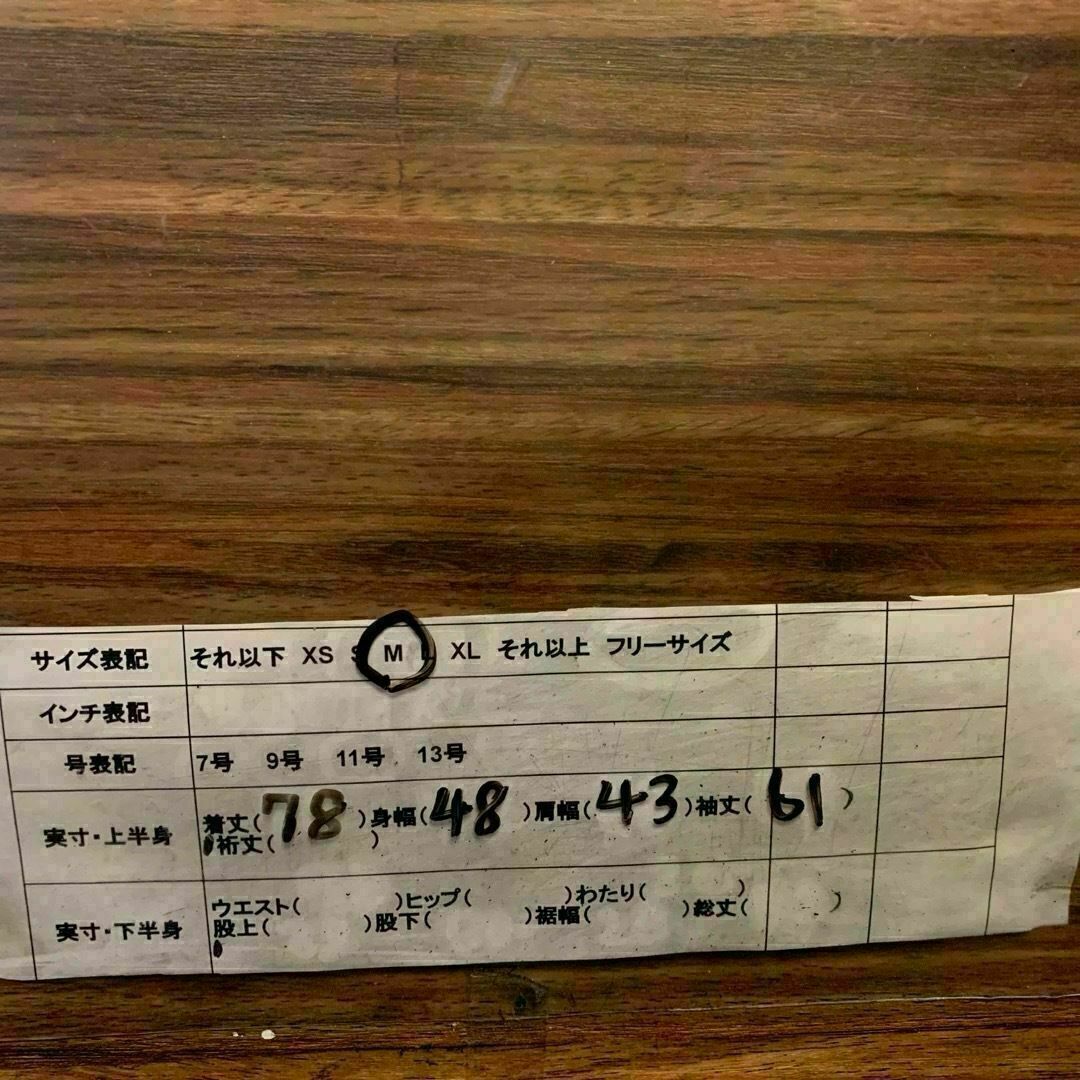 サイズ表記 それ以下 XS S M L XL それ以上 フリーサイズ
インチ表記
号表記 7号 9号 11号 13号
実寸・上半身 着丈(78)身幅(48)肩幅(43)袖丈(61)
裄丈( )
実寸・下半身 ウエスト( )ヒップ( )わたり( )
股上( )股下( )裾幅( )総丈( )